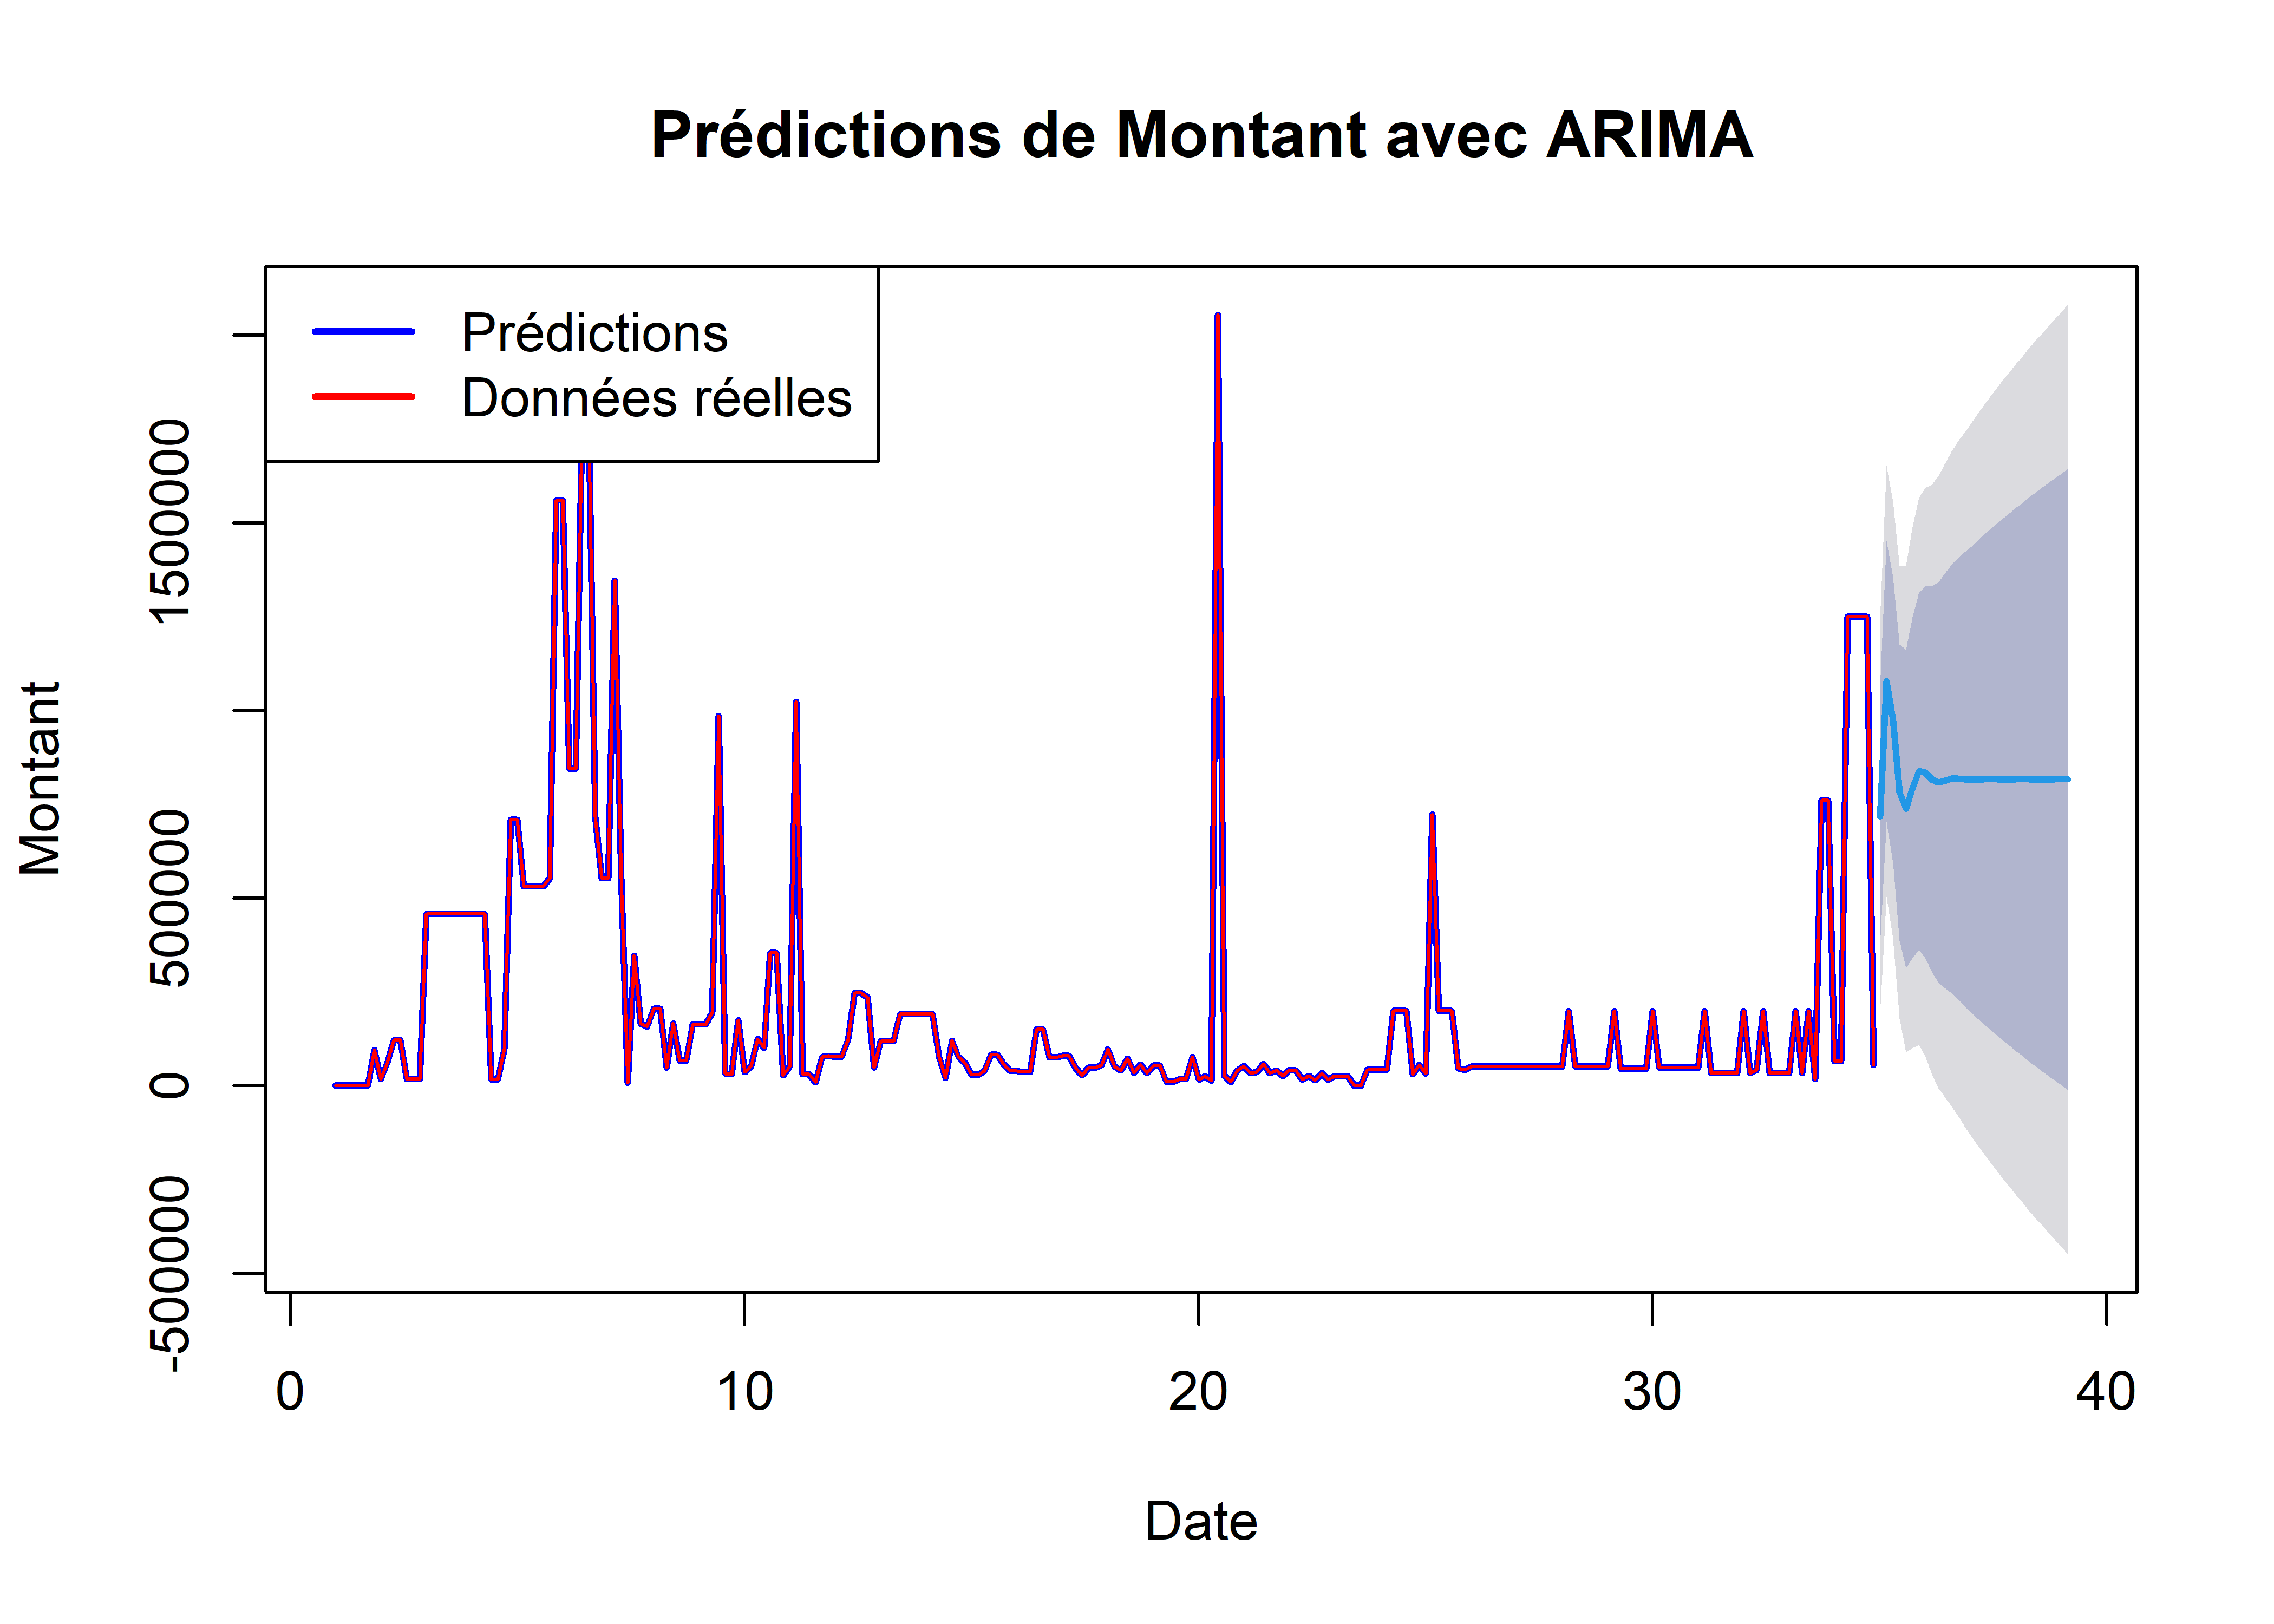 Prédictions de Montant avec ARIMA
Prédictions
Données réelles
Montant
15000000
5000000
0
-5000000
0 10 20 30 40
Date